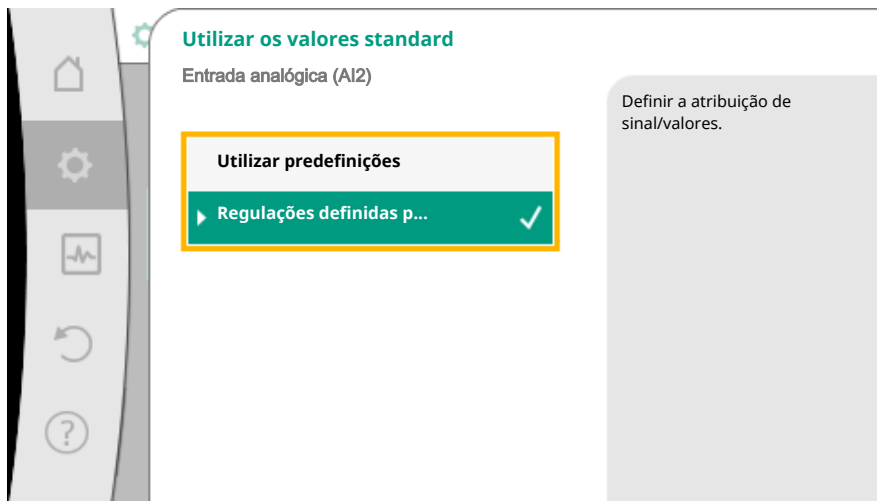 Utilizar os valores standard
Entrada analógica (AI2)
Definir a atribuição de
sinal/valores.
Utilizar predefinições
Regulações definidas p...
?